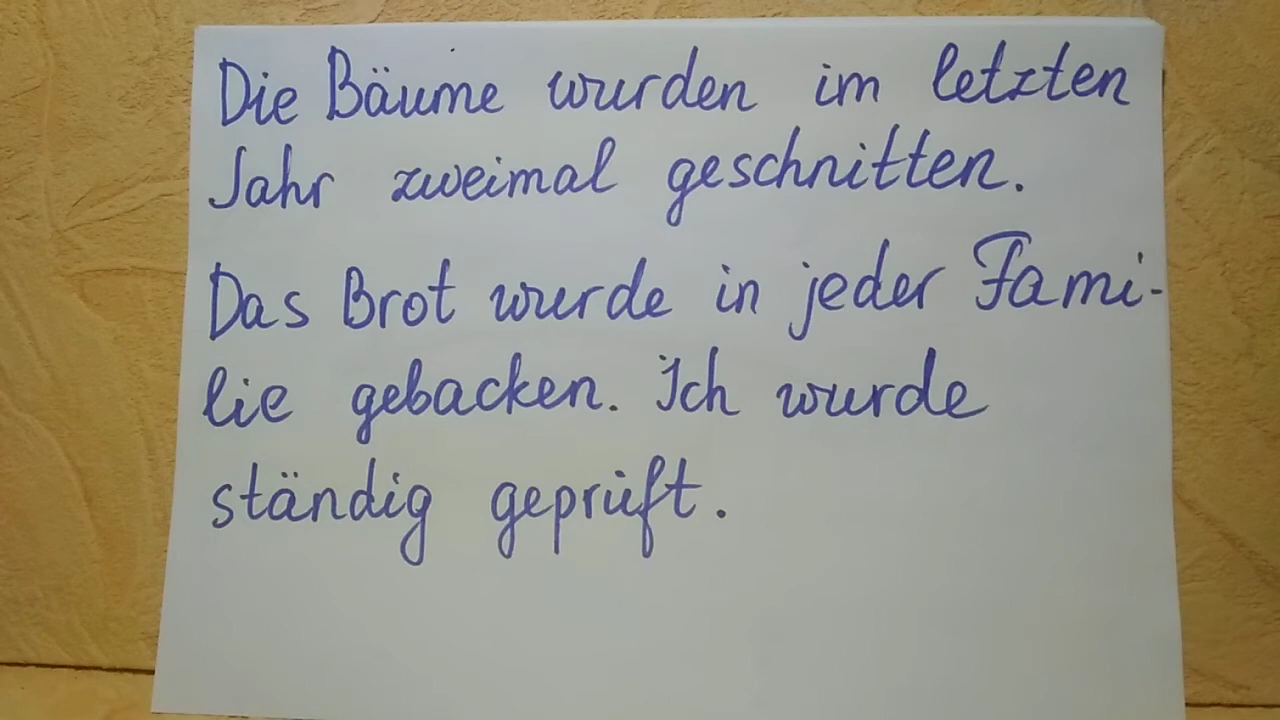 Die Bäume wurden im letzten
Jahr zweimal geschnitten.
Das Brot wurde in jeder Fami-
lie gebacken. Ich wurde
ständig geprüft.